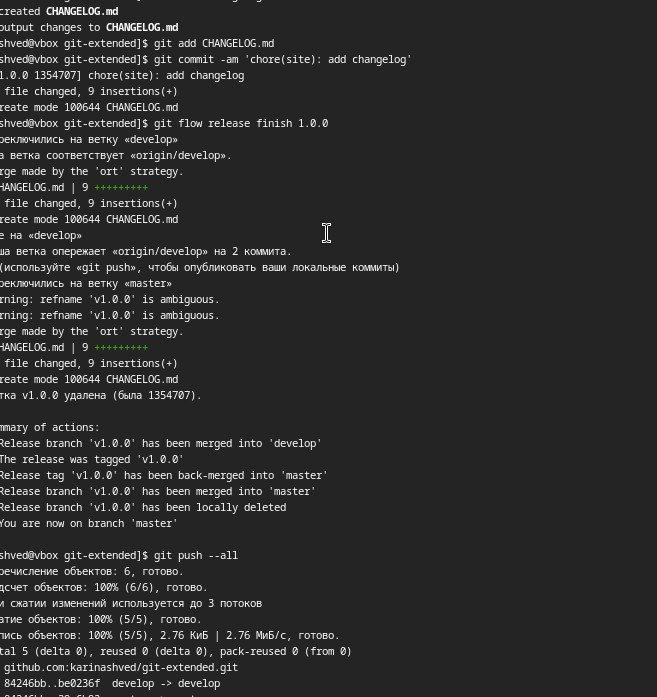 created CHANGELOG.md
output changes to CHANGELOG.md
shved@vbox git-extended]$ git add CHANGELOG.md
shved@vbox git-extended]$ git commit -am 'chore(site): add changelog'
1.0.0 1354707] chore(site): add changelog
file changed, 9 insertions(+)
reate mode 100644 CHANGELOG.md
shved@vbox git-extended]$ git flow release finish 1.0.0
реключились на ветку «develop»
а ветка соответствует «origin/develop».
rge made by the 'ort' strategy.
HANGELOG.md | 9 +++++++++
file changed, 9 insertions(+)
reate mode 100644 CHANGELOG.md
е на «develop»
ша ветка опережает «origin/develop» на 2 коммита.
(используйте «git push», чтобы опубликовать ваши локальные коммиты)
реключились на ветку «master»
rning: refname 'v1.0.0' is ambiguous.
rning: refname 'v1.0.0' is ambiguous.
rge made by the 'ort' strategy.
HANGELOG.md | 9 +++++++++
file changed, 9 insertions(+)
reate mode 100644 CHANGELOG.md
тка v1.0.0 удалена (была 1354707).
mmary of actions:
Release branch 'v1.0.0' has been merged into 'develop'
The release was tagged 'v1.0.0'
Release tag 'v1.0.0' has been back-merged into 'master'
Release branch 'v1.0.0' has been merged into 'master'
Release branch 'v1.0.0' has been locally deleted
You are now on branch 'master'
shved@vbox git-extended]$ git push --all
речисление объектов: 6, готово.
дсчет объектов: 100% (6/6), готово.
и сжатии изменений используется до 3 потоков
атие объектов: 100% (5/5), готово.
пись объектов: 100% (5/5), 2.76 КиБ | 2.76 МиБ/с, готово.
tal 5 (delta 0), reused 0 (delta 0), pack-reused 0 (from 0)
github.com:karinashved/git-extended.git
84246bb..be0236f develop -> develop